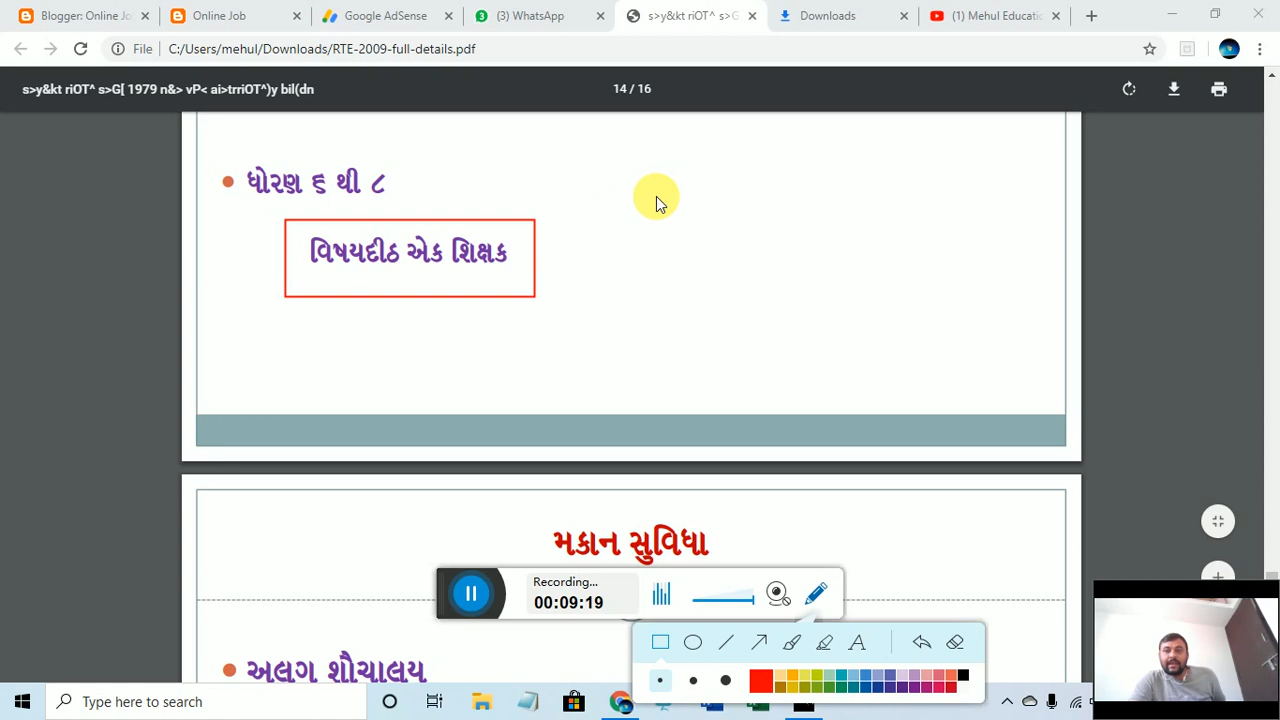 Blogger: Online Jo
Online Job
Google AdSense
(3) WhatsApp
s>y&kt riOT^ s>G
Downloads
(1) Mehul Educati
File
C:/Users/mehul/Downloads/RTE-2009-full-details.pdf
s>y&kt riOT^ s>G[ 1979 n&> vP< ai>trriOT^)y bil(dn
14 / 16
ધોરણ ૬ થી ૮
વિષયદીઠ એક શિક્ષક
મકાન સુવિધા
Recording...
00:09:19
અલગ શૌચાલય
A
Type here to search